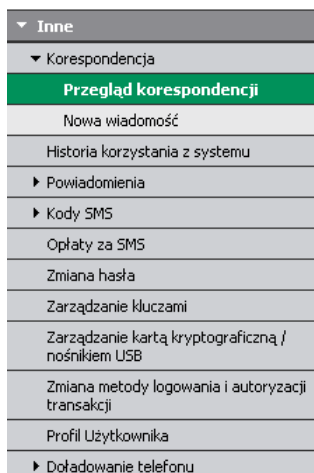 Inne
Korespondencja
Przegląd korespondencji
Nowa wiadomość
Historia korzystania z systemu
Powiadomienia
Kody SMS
Opłaty za SMS
Zmiana hasła
Zarządzanie kluczami
Zarządzanie kartą kryptograficzną /
nośnikiem USB
Zmiana metody logowania i autoryzacji
transakcji
Profil Użytkownika
Doładowanie telefonu